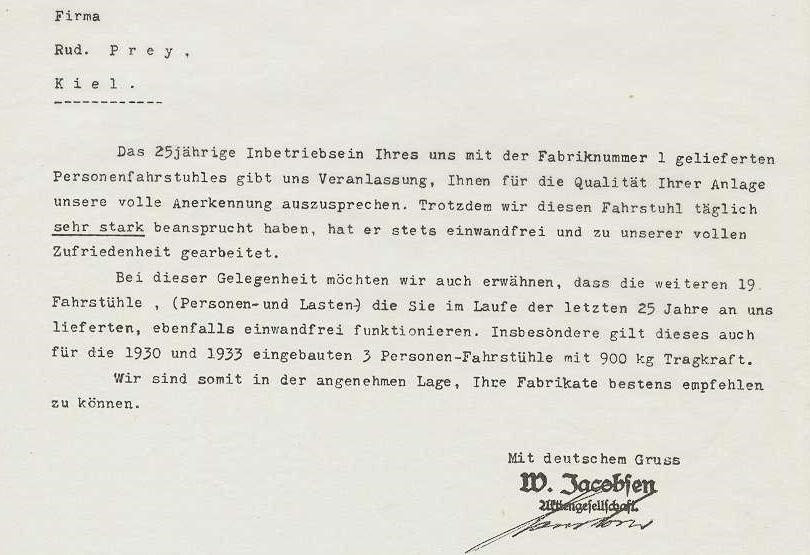 Firma
Rud. P r e y ,
K i e l .
Das 25jährige Inbetriebsein Ihres uns mit der Fabriknummer 1 gelieferten
Personenfahrstuhles gibt uns Veranlassung, Ihnen für die Qualität Ihrer Anlage
unsere volle Anerkennung auszusprechen. Trotzdem wir diesen Fahrstuhl täglich
sehr stark beansprucht haben, hat er stets einwandfrei und zu unserer vollen
Zufriedenheit gearbeitet.
Bei dieser Gelegenheit möchten wir auch erwähnen, dass die weiteren 19
Fahrstühle , (Personen-und Lasten-) die Sie im Laufe der letzten 25 Jahre an uns
lieferten, ebenfalls einwandfrei funktionieren. Insbesondere gilt dieses auch
für die 1930 und 1933 eingebauten 3 Personen-Fahrstühle mit 900 kg Tragkraft.
Wir sind somit in der angenehmen Lage, Ihre Fabrikate bestens empfehlen
zu können.
Mit deutschem Gruss
W. Jacobsen
Aktiengesellschaft.